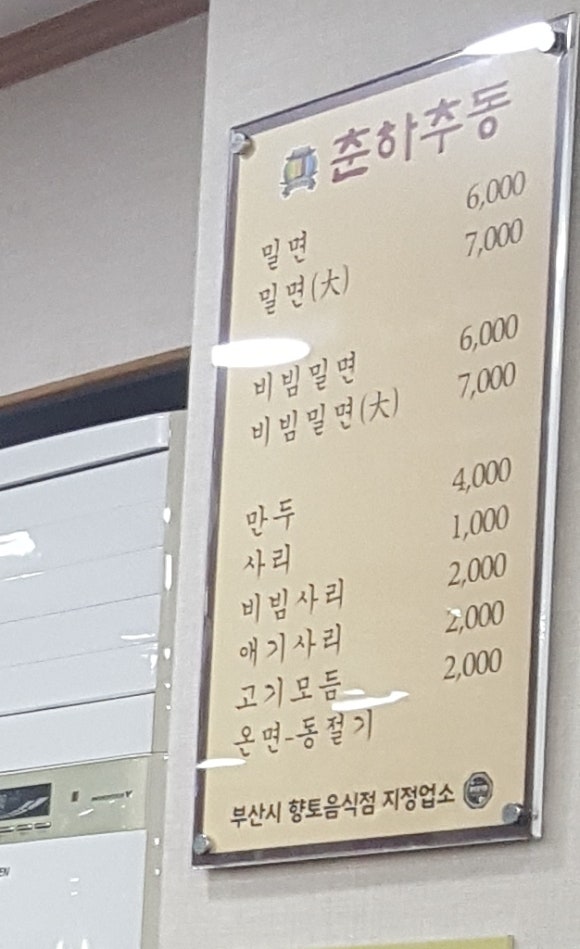 춘하추동
밀면 6,000
밀면(大) 7,000
비빔밀면 6,000
비빔밀면(大) 7,000
만두 4,000
사리 1,000
비빔사리 2,000
애기사리 2,000
고기모듬 2,000
온면-동절기
부산시 향토음식점 지정업소